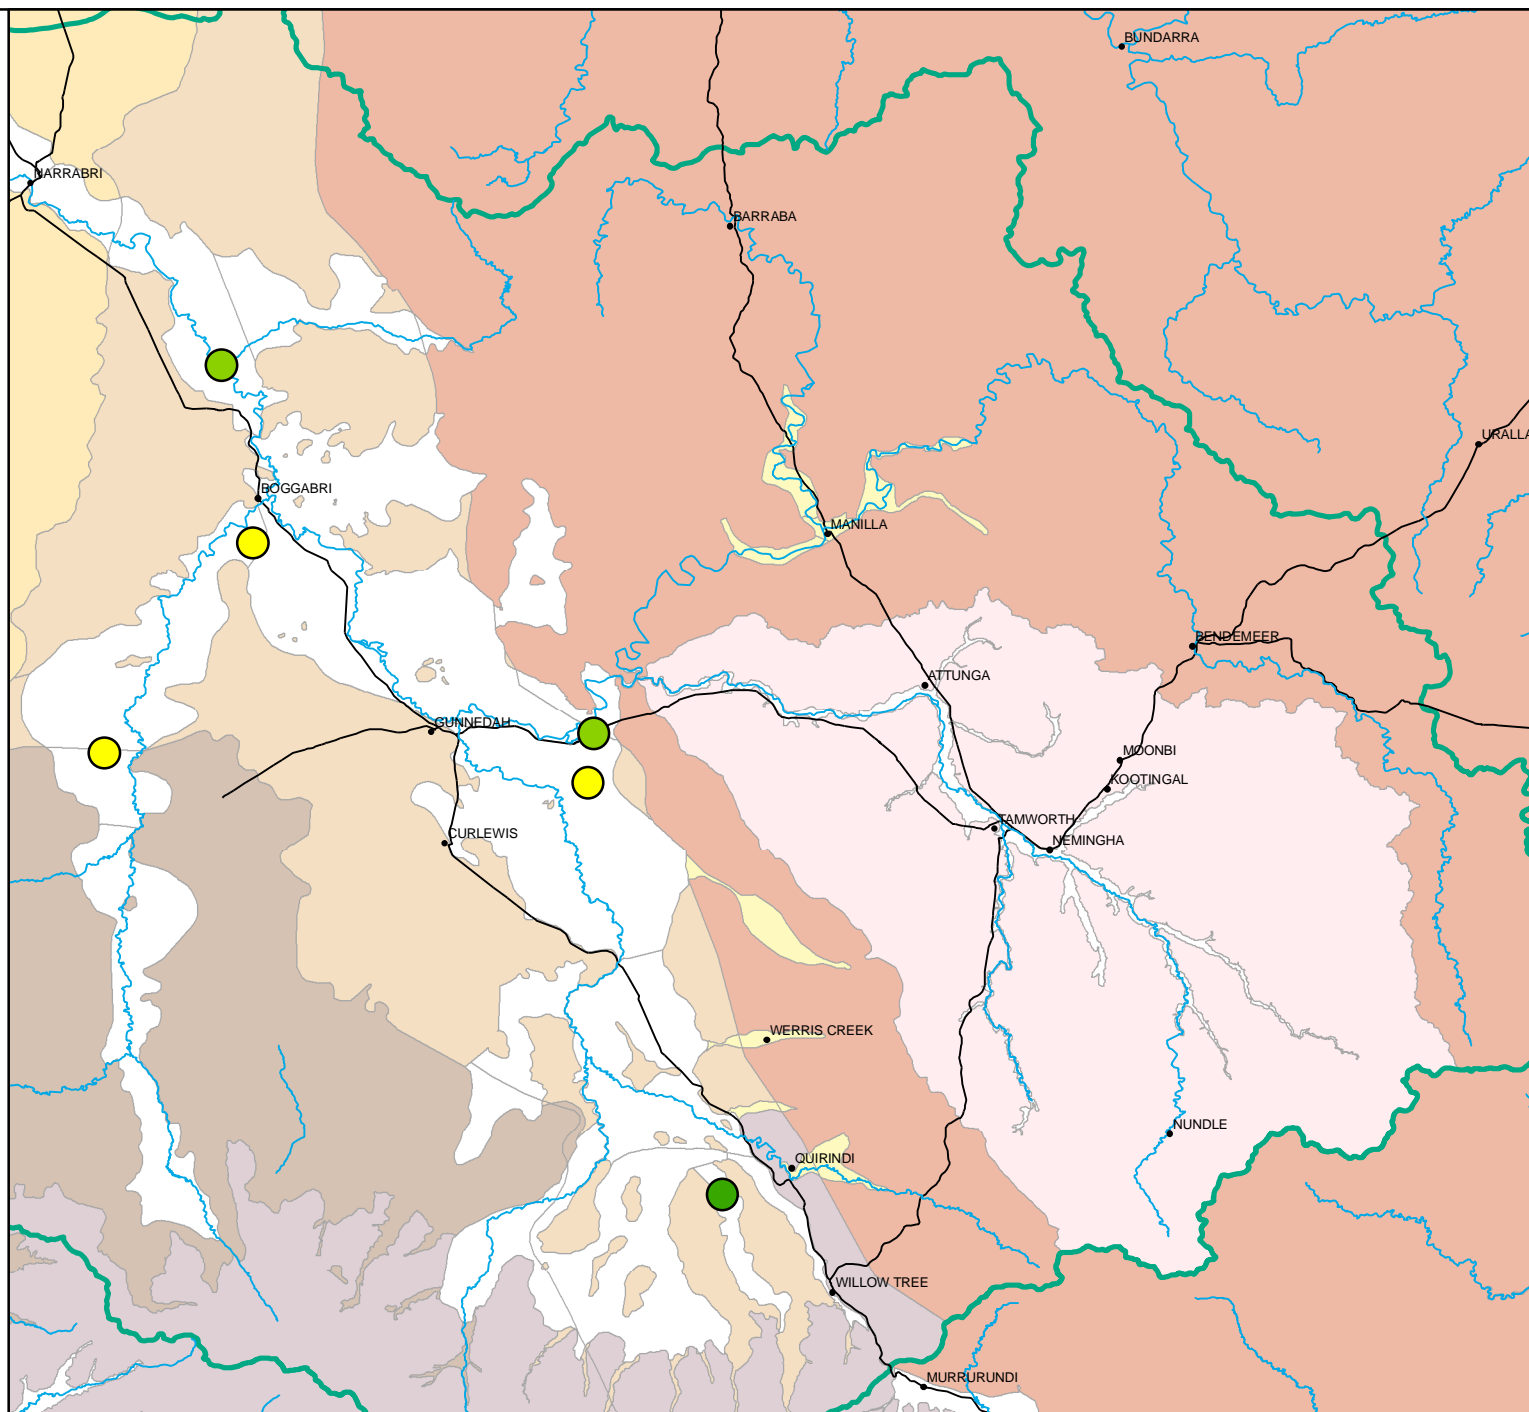 BUNDARRA
NARRABRI
BARRABA
URALLA
BOGGABRI
MANILLA
BENDEMEER
ATTUNGA
GUNNEDAH
MOONBI
KOOTINGAL
TAMWORTH
CURLEWIS
NEMINGHA
WERRIS CREEK
NUNDLE
QUIRINDI
WILLOW TREE
MURRURUNDI